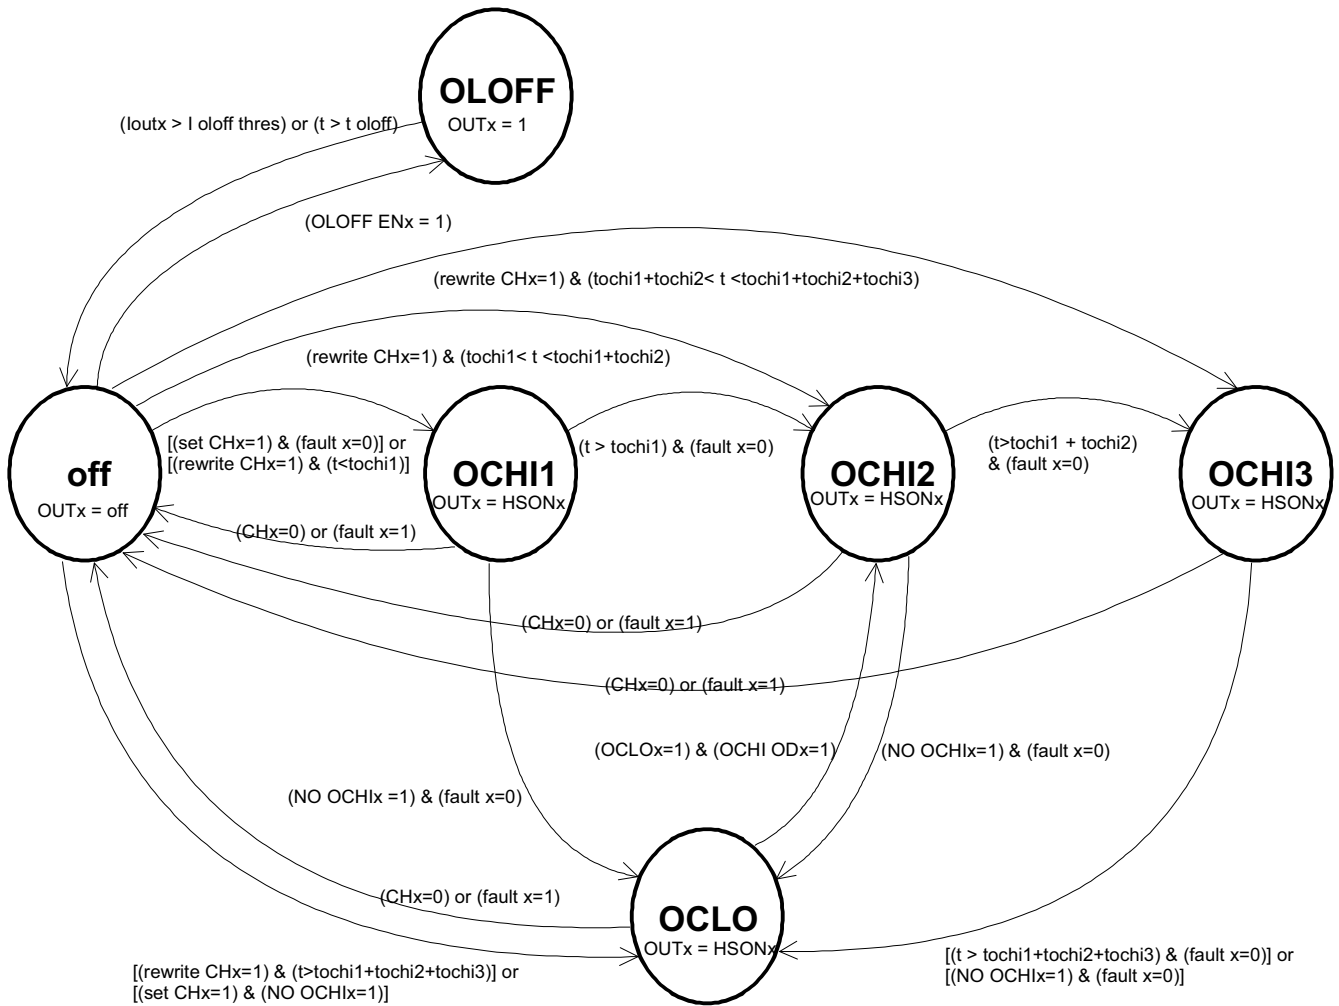 OLOFF
OUTx = 1
(Ioutx > I oloff thres) or (t > t oloff)
(OLOFF ENx = 1)
(rewrite CHx=1) & (tochi1+tochi2< t <tochi1+tochi2+tochi3)
(rewrite CHx=1) & (tochi1< t <tochi1+tochi2)
[(set CHx=1) & (fault x=0)] or
[(rewrite CHx=1) & (t<tochi1)]
(t > tochi1) & (fault x=0)
(t>tochi1 + tochi2)
& (fault x=0)
off
OUTx = off
OCHI1
OUTx = HSONx
OCHI2
OUTx = HSONx
OCHI3
OUTx = HSONx
(CHx=0) or (fault x=1)
(CHx=0) or (fault x=1)
(CHx=0) or (fault x=1)
(OCLOx=1) & (OCHI ODx=1)
(NO OCHIx=1) & (fault x=0)
(NO OCHIx =1) & (fault x=0)
(CHx=0) or (fault x=1)
OCLO
OUTx = HSONx
[(rewrite CHx=1) & (t>tochi1+tochi2+tochi3)] or
[(set CHx=1) & (NO OCHIx=1)]
[(t > tochi1+tochi2+tochi3) & (fault x=0)] or
[(NO OCHIx=1) & (fault x=0)]